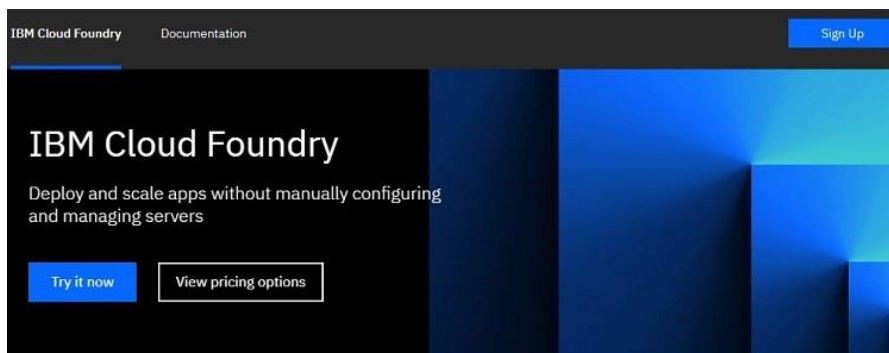 IBM Cloud Foundry
Documentation
Sign Up
IBM Cloud Foundry
Deploy and scale apps without manually configuring
and managing servers
Try it now
View pricing options